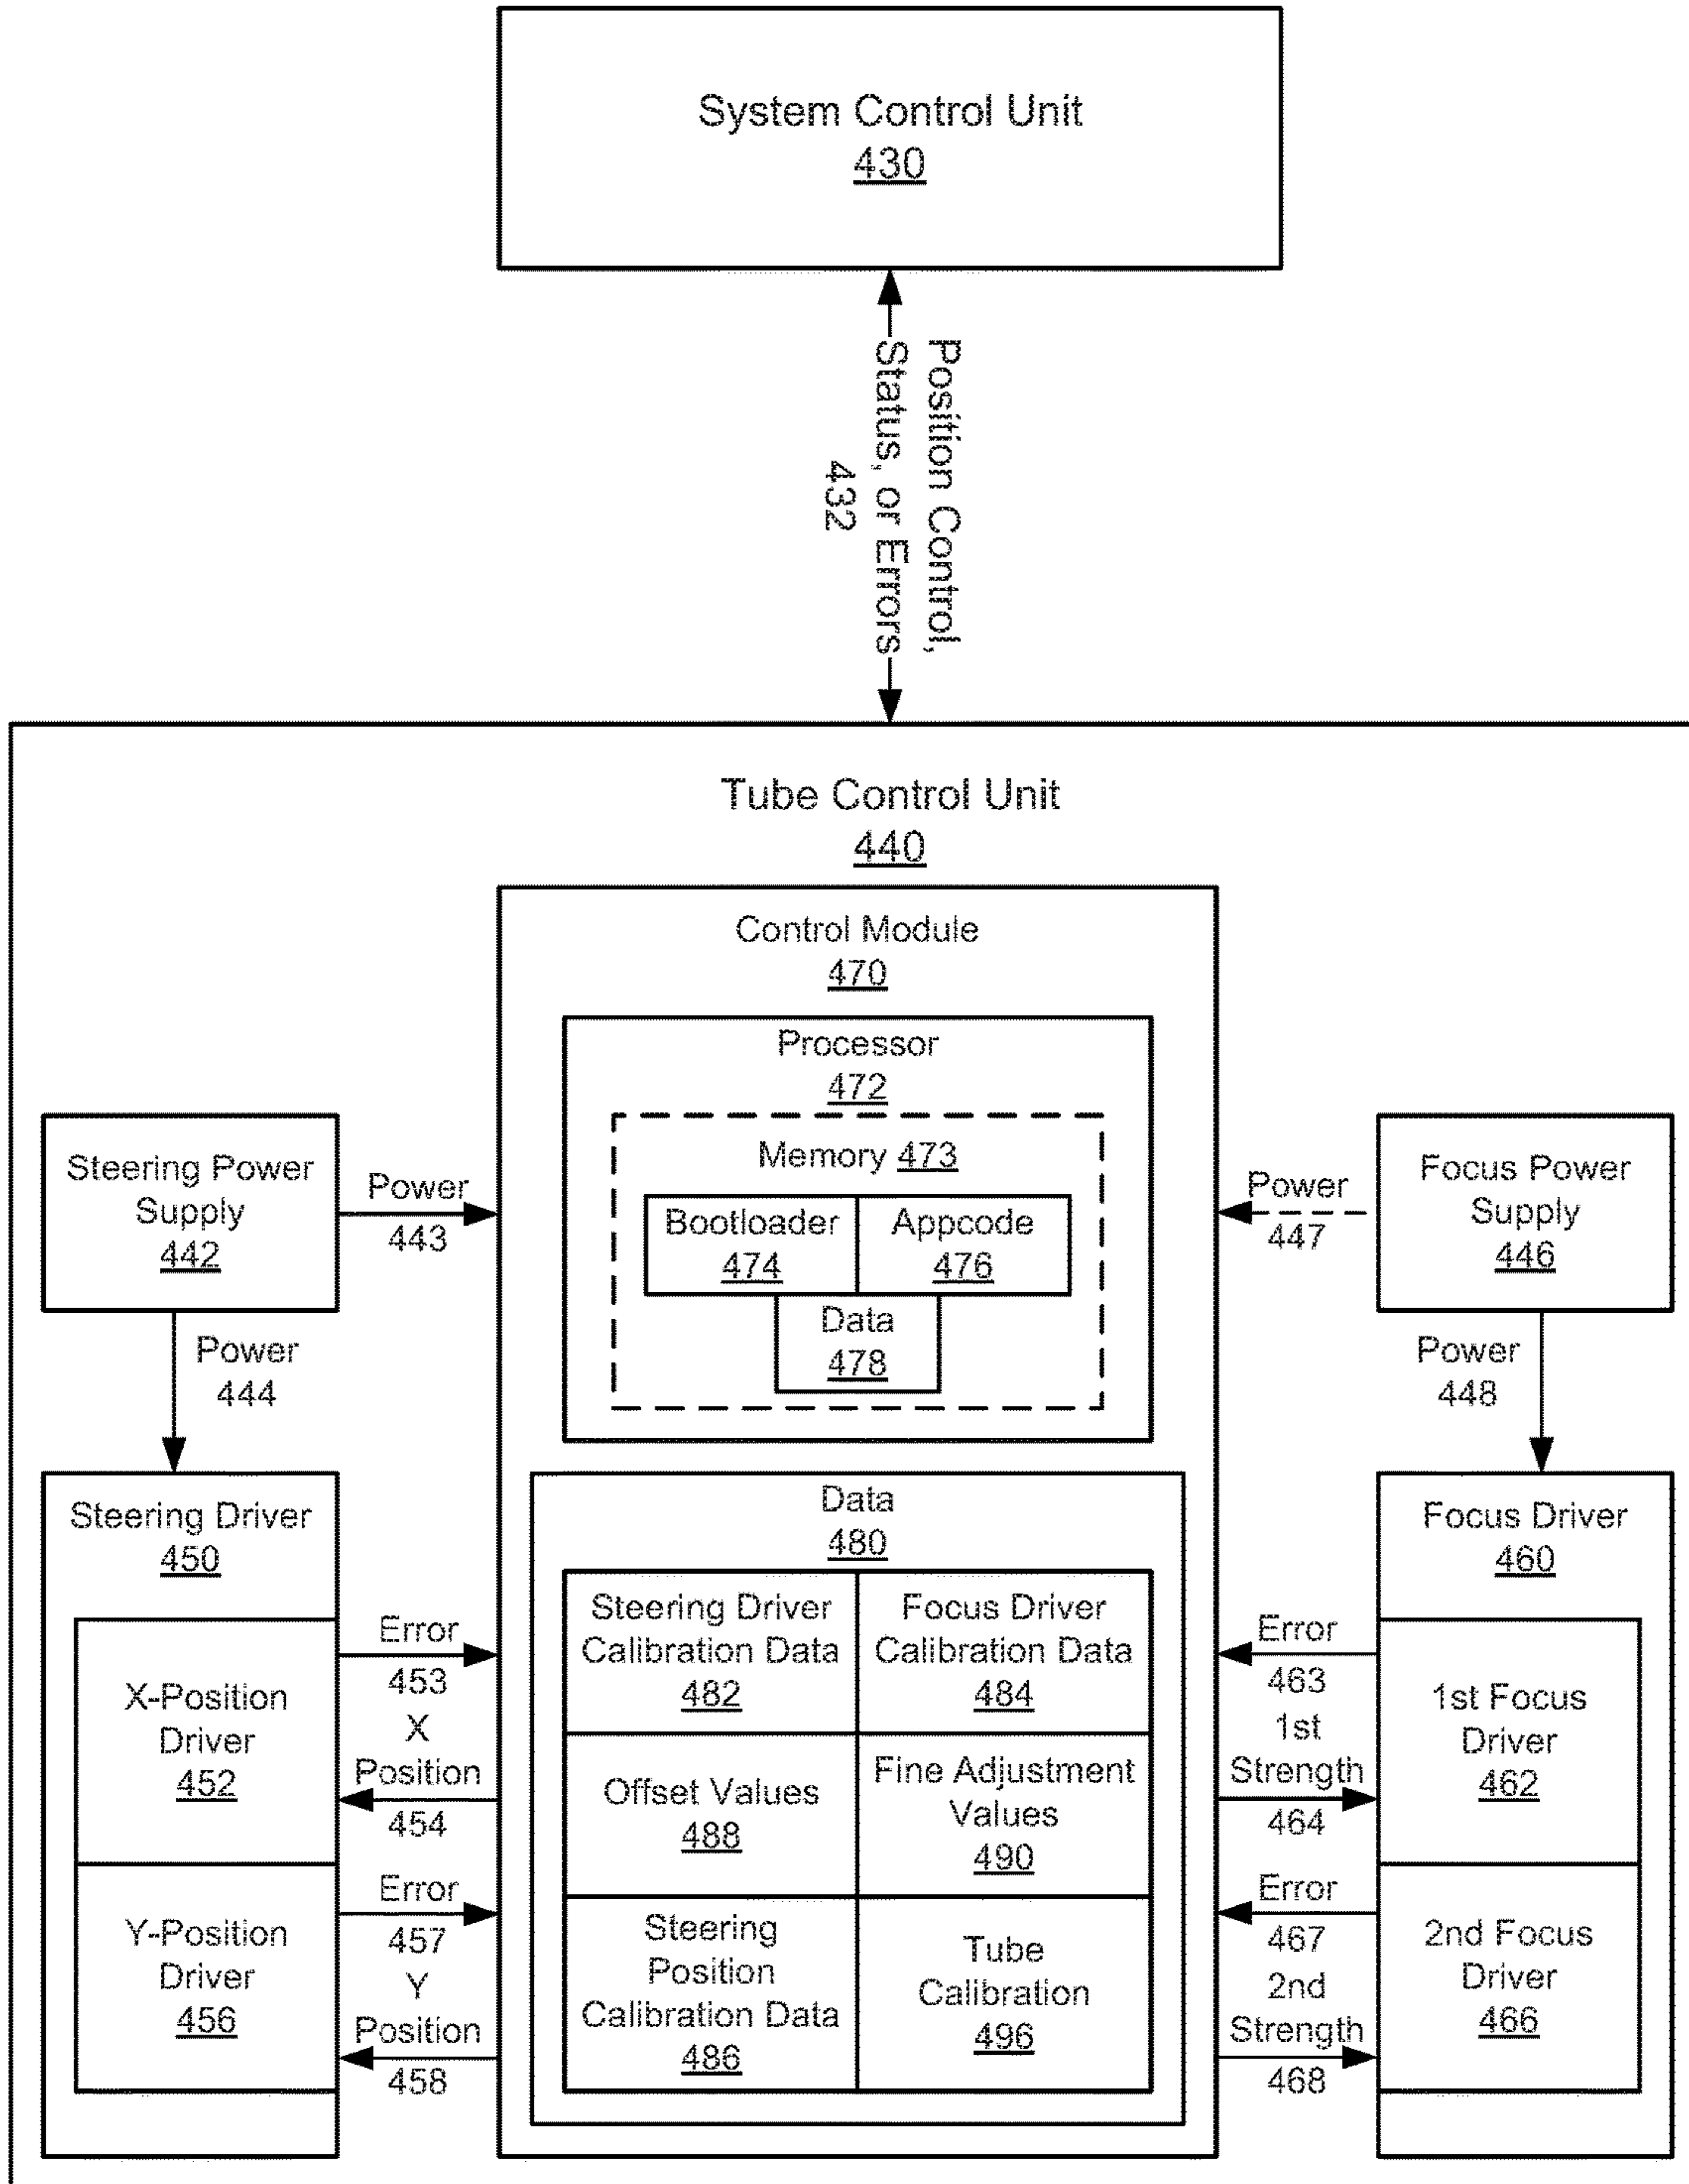 System Control Unit
430
Position Control,
Status, or Errors
432
Tube Control Unit
440
Control Module
470
Processor
472
Memory 473
Bootloader
474
Appcode
476
Data
478
Steering Power
Supply
442
Power
443
Power
444
Focus Power
Supply
446
Power
447
Power
448
Steering Driver
450
X-Position
Driver
452
Y-Position
Driver
456
Error
453
X
Position
454
Error
457
Y
Position
458
Data
480
Steering Driver
Calibration Data
482
Focus Driver
Calibration Data
484
Offset Values
488
Fine Adjustment
Values
490
Steering
Position
Calibration Data
486
Tube
Calibration
496
Error
463
1st
Strength
464
Error
467
2nd
Strength
468
Focus Driver
460
1st Focus
Driver
462
2nd Focus
Driver
466